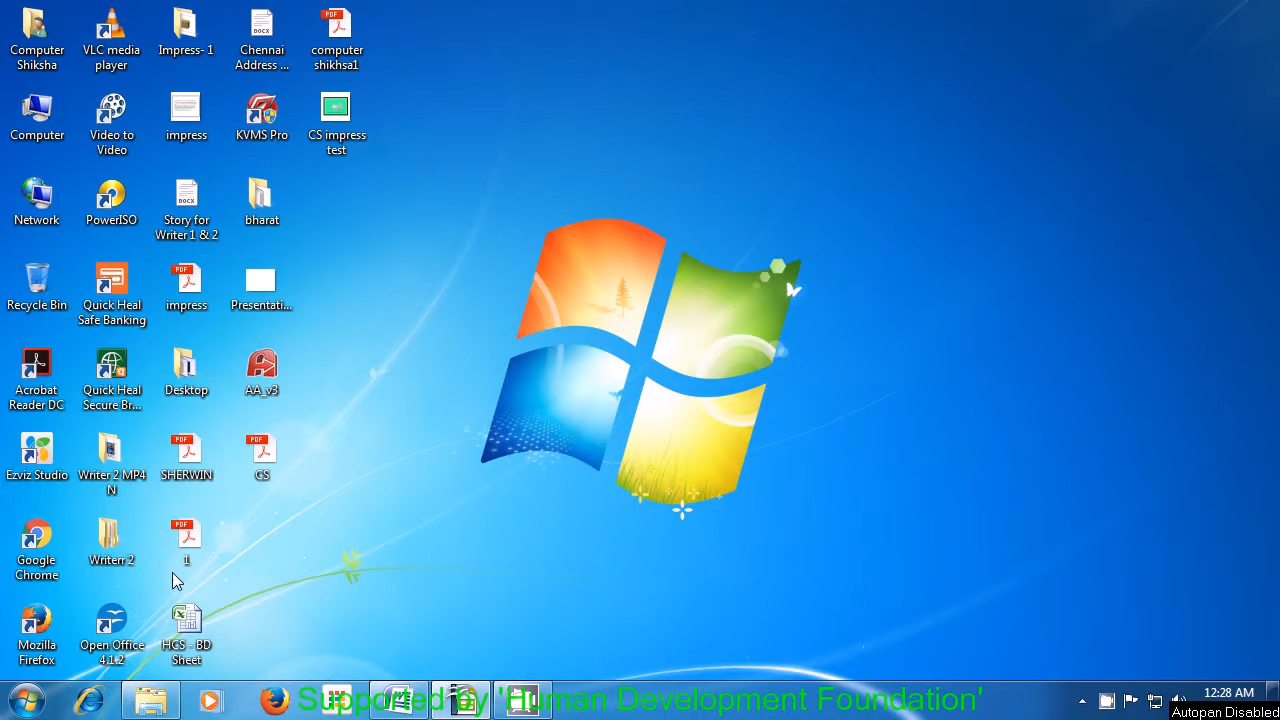 Computer
Shiksha
VLC media
player
Impress- 1
Chennai
Address ...
computer
shikhsa1
Computer
Video to
Video
impress
KVMS Pro
CS impress
test
Network
PowerISO
Story for
Writer 1 & 2
bharat
Recycle Bin
Quick Heal
Safe Banking
impress
Presentati...
Acrobat
Reader DC
Quick Heal
Secure Br...
Desktop
AA_v3
Ezviz Studio
Writer 2 MP4
N
SHERWIN
CS
Google
Chrome
Writerr 2
1
Mozilla
Firefox
Open Office
4.1.2
HCS - BD
Sheet
Supported by 'Human Development Foundation'
12:28 AM
Autopan Disabled